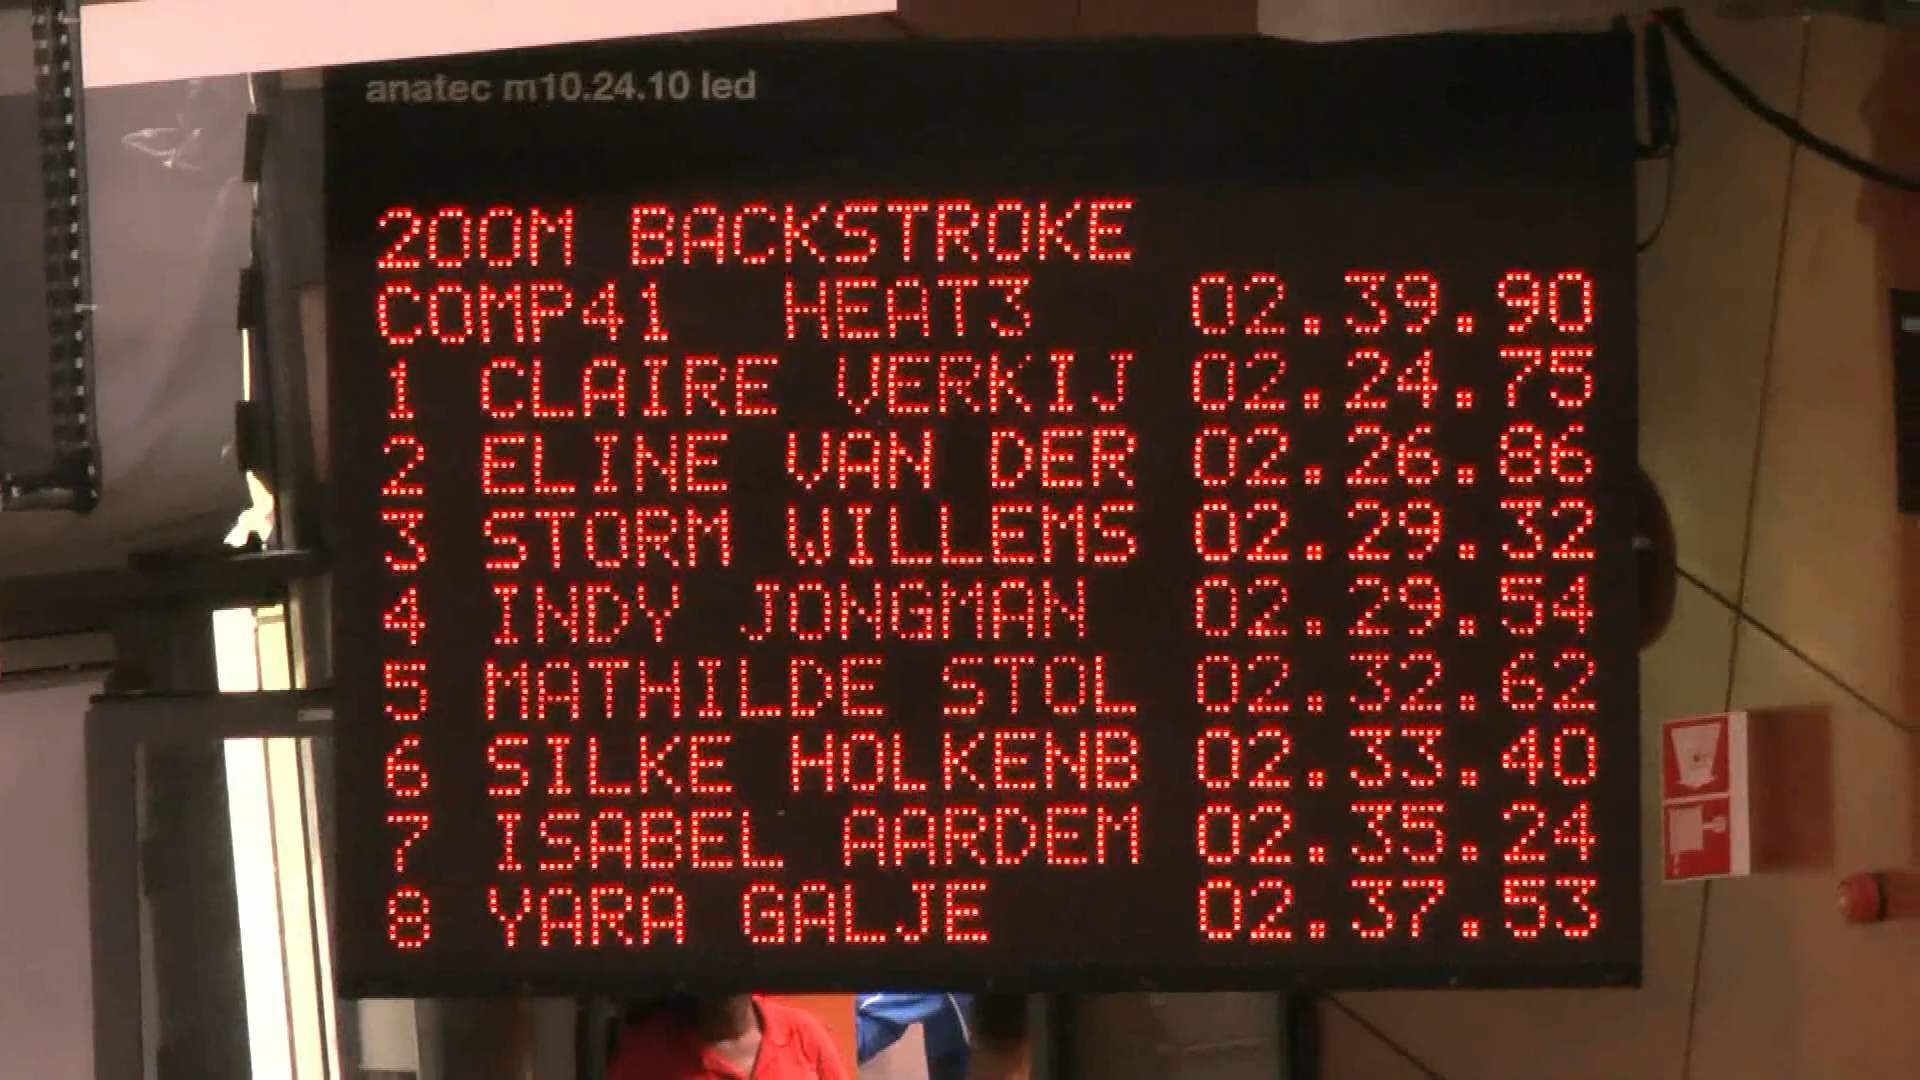 anatec m10.24.10 led
200M BACKSTROKE
COMP41 HEAT3 02.39.90
1 CLAIRE VERKIJ 02.24.75
2 ELINE VAN DER 02.26.86
3 STORM WILLEMS 02.29.32
4 INDY JONGMAN 02.29.54
5 MATHILDE STOL 02.32.62
6 SILKE HOLKENB 02.33.40
7 ISABEL AARDEM 02.35.24
8 YARA GALJE 02.37.53